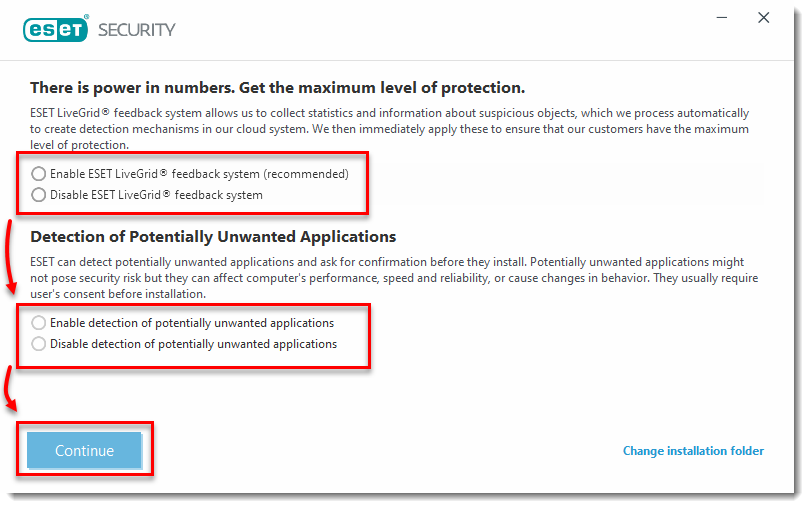 eset® SECURITY
There is power in numbers. Get the maximum level of protection.
ESET LiveGrid® feedback system allows us to collect statistics and information about suspicious objects, which we process automatically
to create detection mechanisms in our cloud system. We then immediately apply these to ensure that our customers have the maximum
level of protection.
Enable ESET LiveGrid® feedback system (recommended)
Disable ESET LiveGrid® feedback system
Detection of Potentially Unwanted Applications
ESET can detect potentially unwanted applications and ask for confirmation before they install. Potentially unwanted applications might
not pose security risk but they can affect computer's performance, speed and reliability, or cause changes in behavior. They usually require
user's consent before installation.
Enable detection of potentially unwanted applications
Disable detection of potentially unwanted applications
Continue
Change installation folder